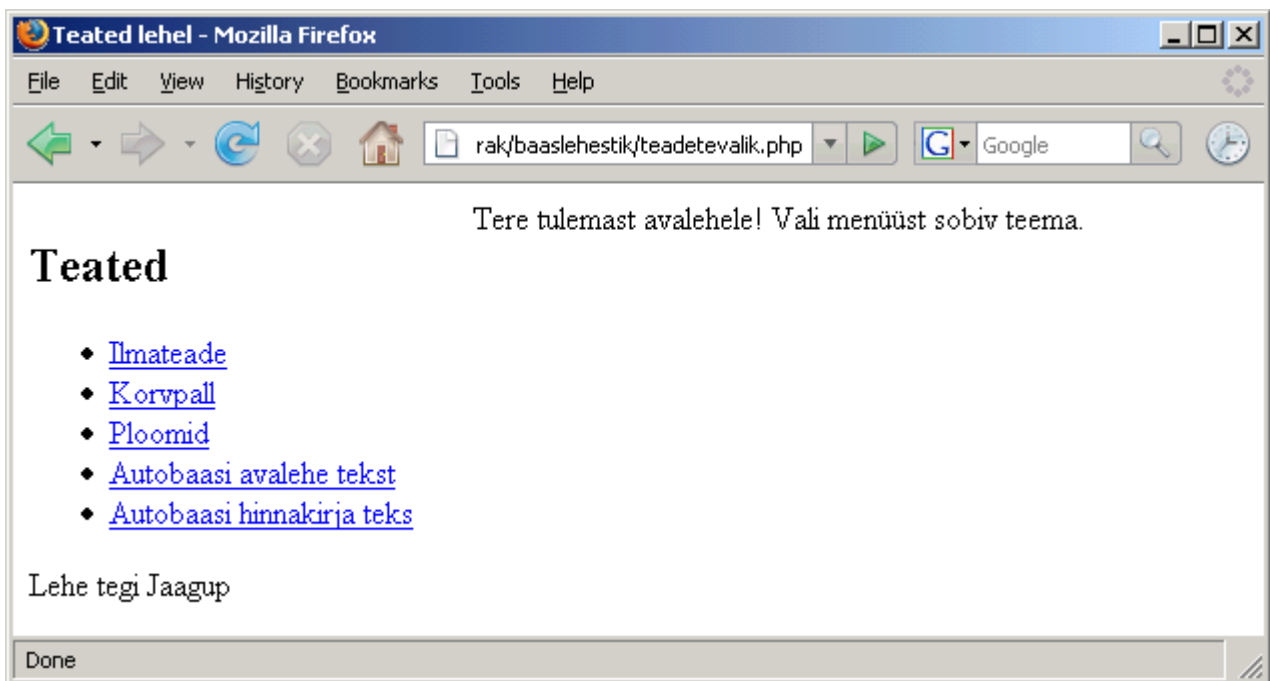 Teated lehel - Mozilla Firefox
File Edit View History Bookmarks Tools Help
rak/baaslehestik/teadetevalik.php G Google
Tere tulemast avalehele! Vali menüüst sobiv teema.
Teated
Ilmateade
Korvpall
Ploomid
Autobaasi avalehe tekst
Autobaasi hinnakirja teks
Lehe tegi Jaagup
Done